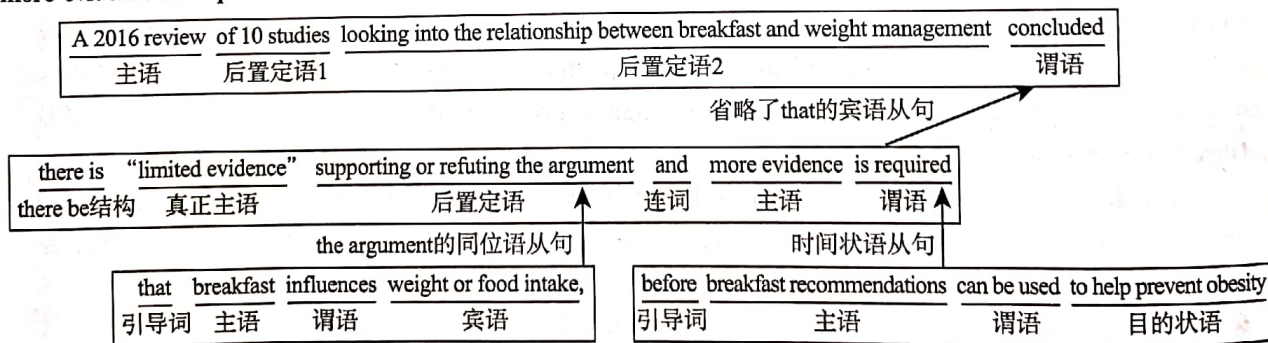 A 2016 review of 10 studies looking into the relationship between breakfast and weight management concluded
主语 后置定语1 后置定语2 谓语
省略了that的宾语从句
there is “limited evidence” supporting or refuting the argument and more evidence is required
there be结构 真正主语 后置定语 连词 主语 谓语
the argument的同位语从句 时间状语从句
that breakfast influences weight or food intake, before breakfast recommendations can be used to help prevent obesity
引导词 主语 谓语 宾语 引导词 主语 谓语 目的状语